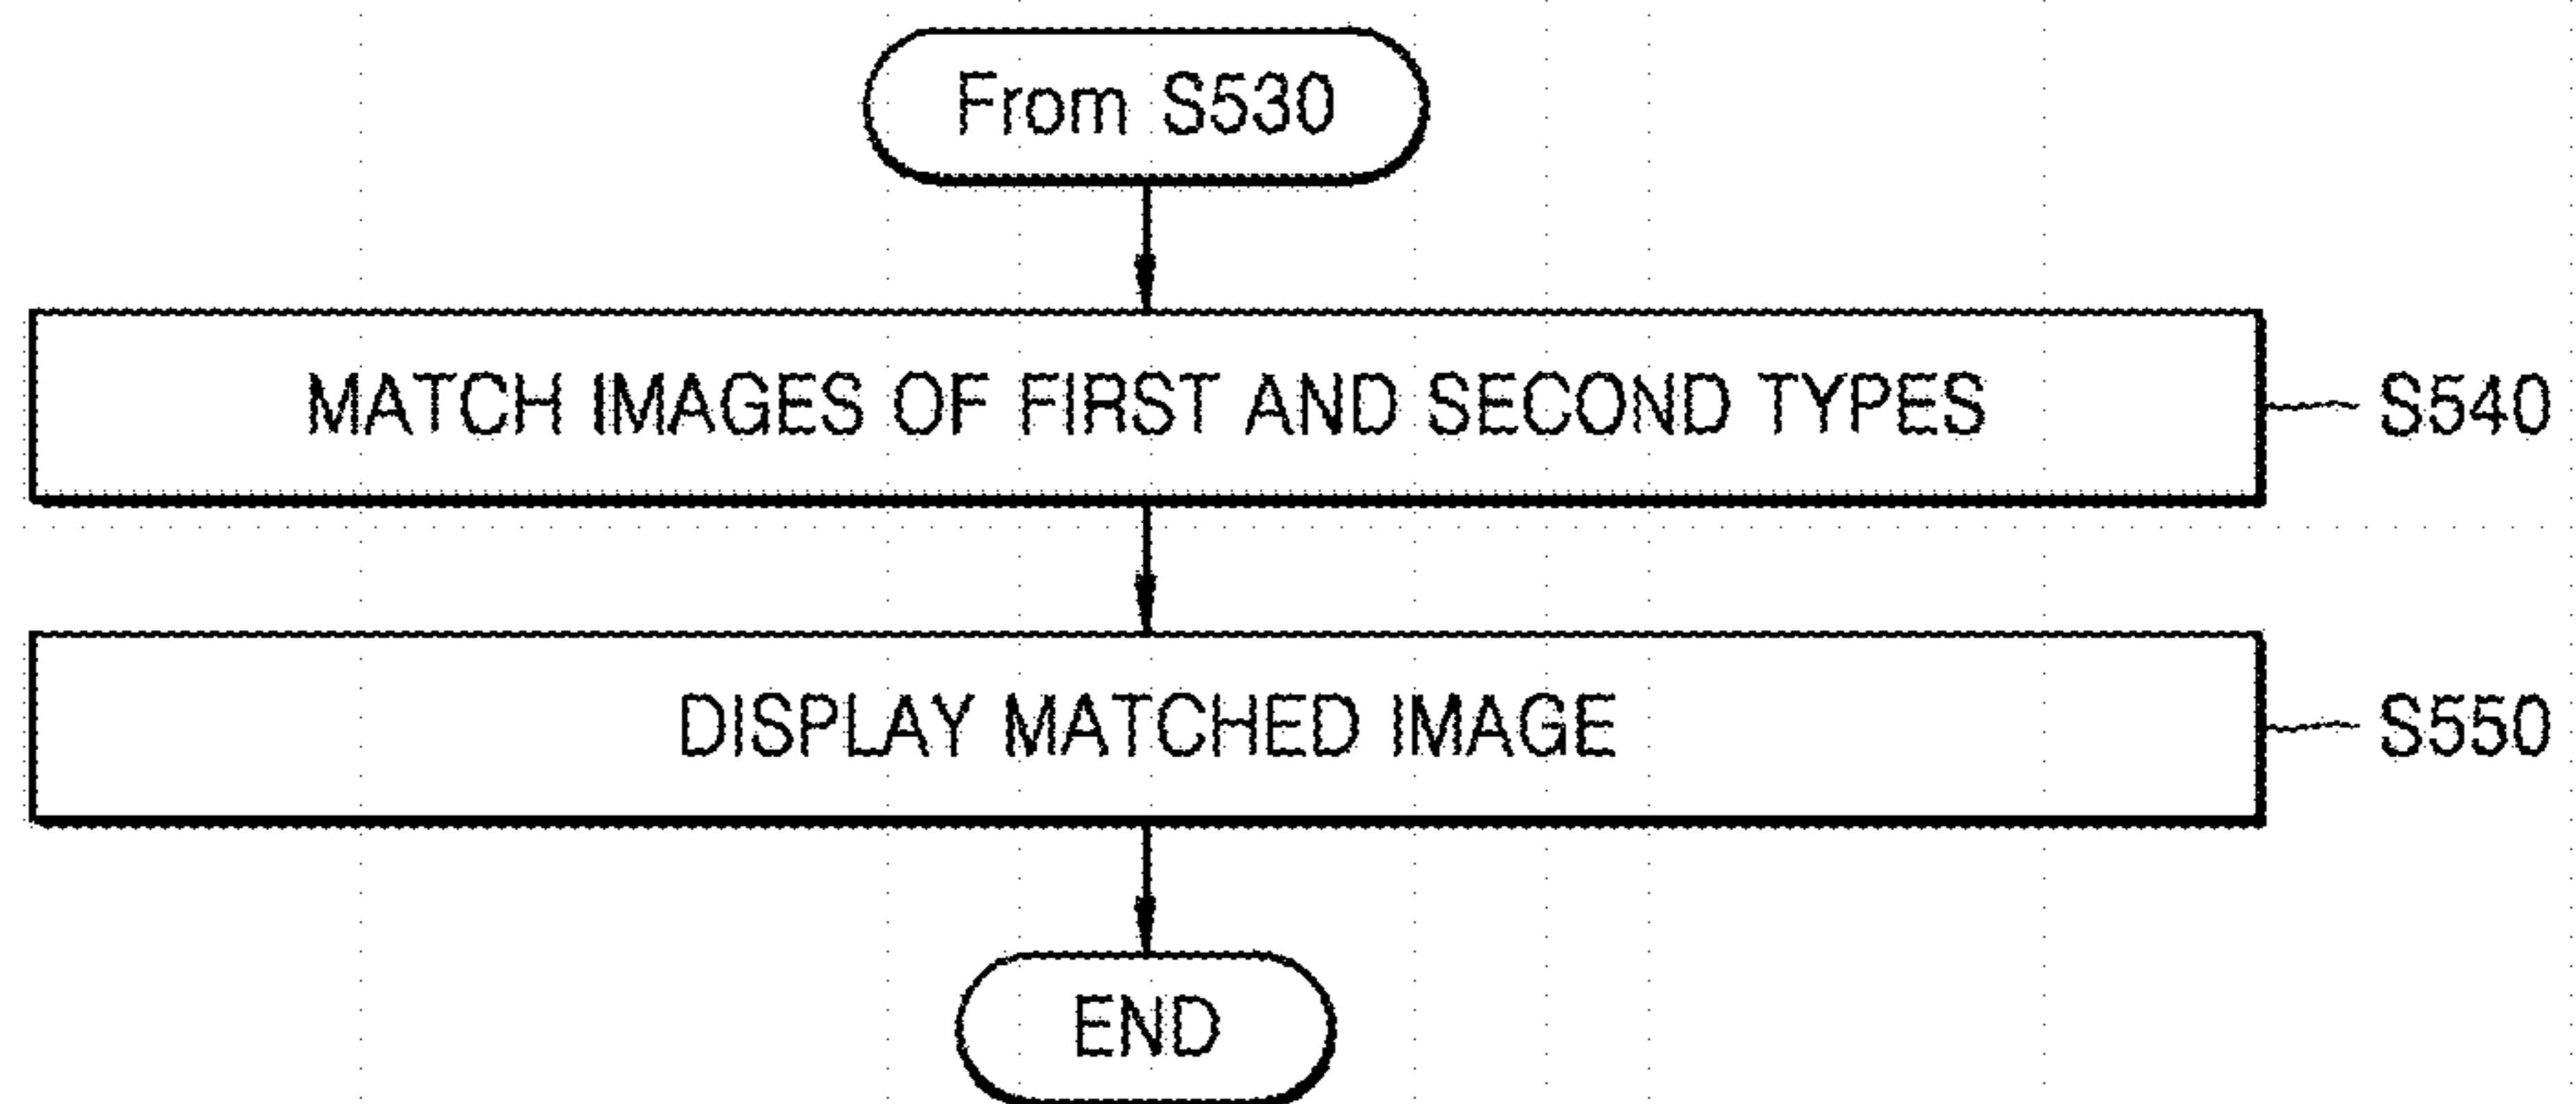 From S530
MATCH IMAGES OF FIRST AND SECOND TYPES
S540
DISPLAY MATCHED IMAGE
S550
END